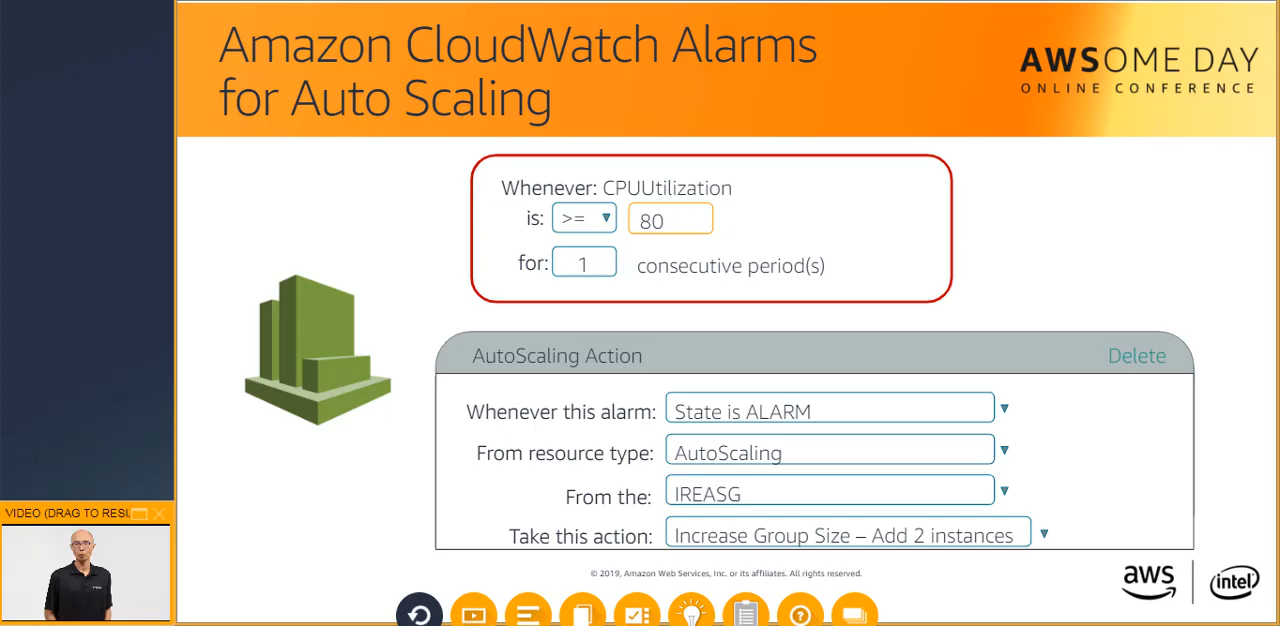 Amazon CloudWatch Alarms
for Auto Scaling
AWSOME DAY
ONLINE CONFERENCE
Whenever: CPUUtilization
is: >= 80
for: 1 consecutive period(s)
AutoScaling Action Delete
Whenever this alarm: State is ALARM
From resource type: AutoScaling
From the: IREASG
Take this action: Increase Group Size – Add 2 instances
VIDEO (DRAG TO RESI
© 2019, Amazon Web Services, Inc. or its affiliates. All rights reserved.
aws
intel